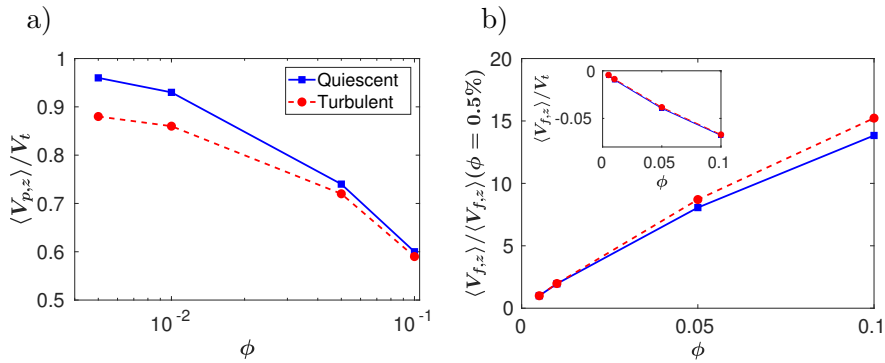 a)
1
0.9
0.8
0.7
0.6
0.5
⟨V_{p,z}⟩/V_t
Quiescent
Turbulent
10^{-2}
10^{-1}
ϕ
b)
20
15
10
5
0
⟨V_{f,z}⟩/⟨V_{f,z}⟩(ϕ = 0.5%)
0
-0.05
⟨V_{f,z}⟩/V_t
0
0.05
0.1
ϕ
0
0.05
0.1
ϕ